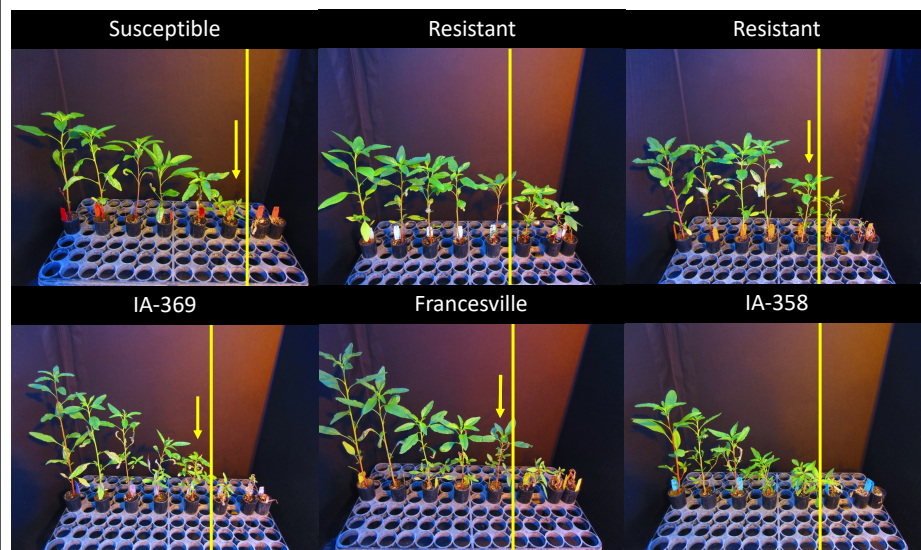 Susceptible
Resistant
Resistant
IA-369
Francesville
IA-358